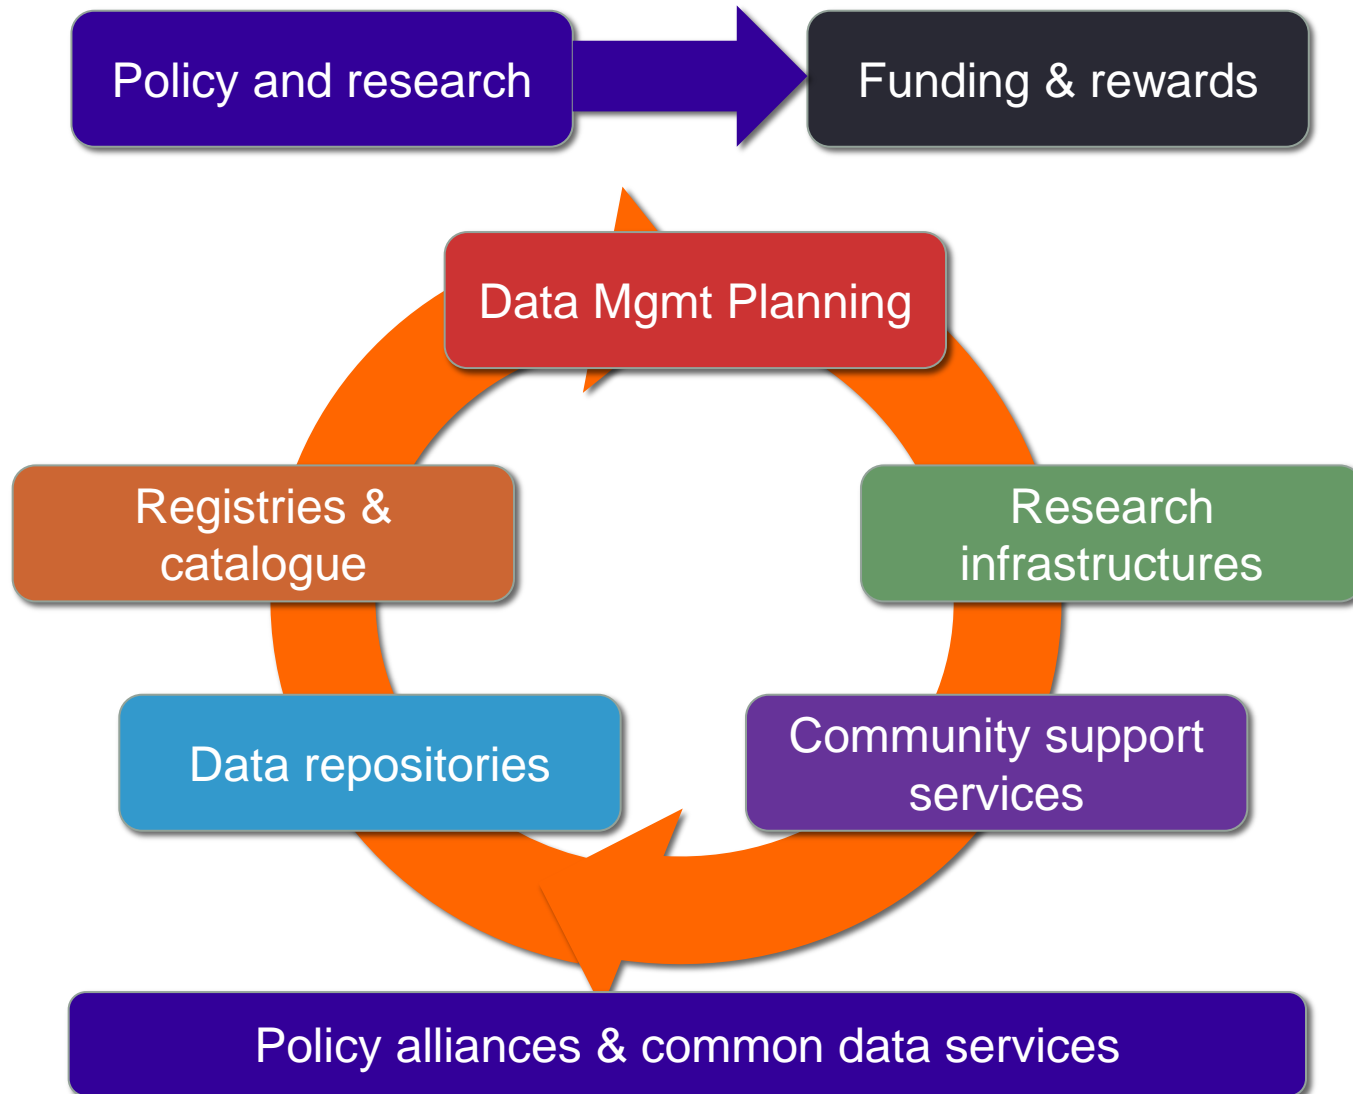 Policy and research
Funding & rewards
Data Mgmt Planning
Registries &
catalogue
Research
infrastructures
Data repositories
Community support
services
Policy alliances & common data services